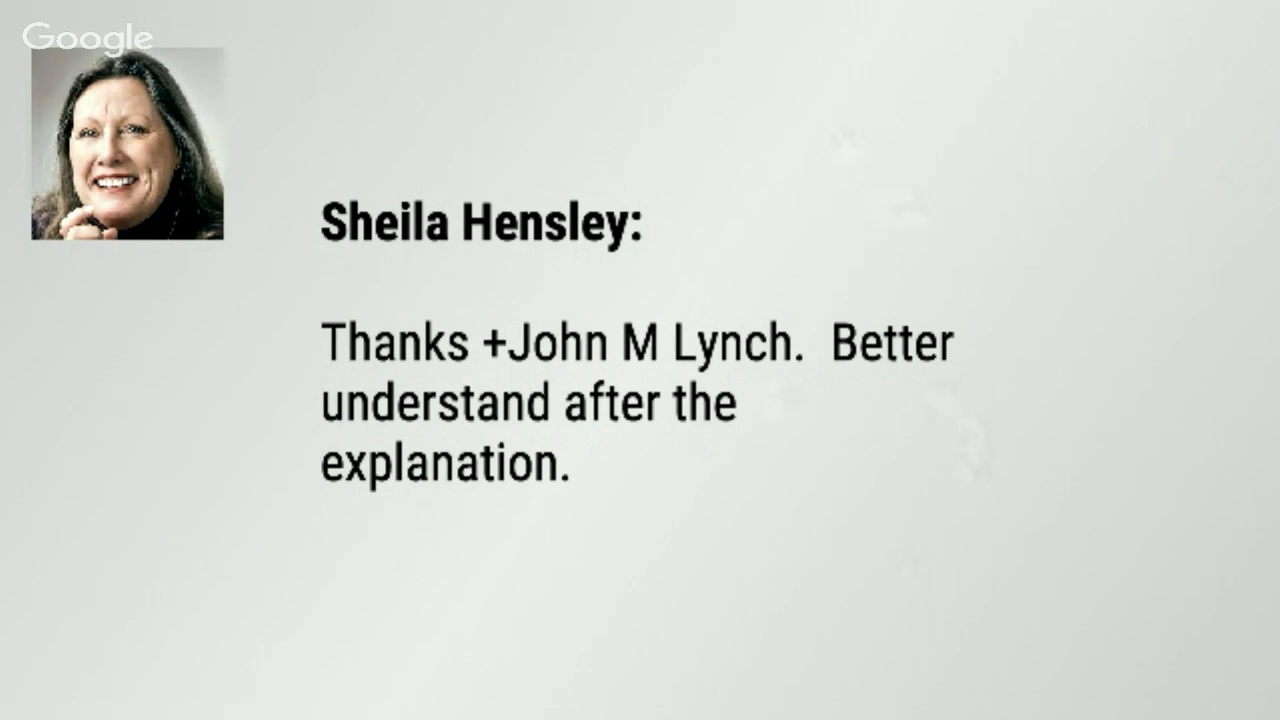 Google
Sheila Hensley:
Thanks +John M Lynch.  Better
understand after the
explanation.